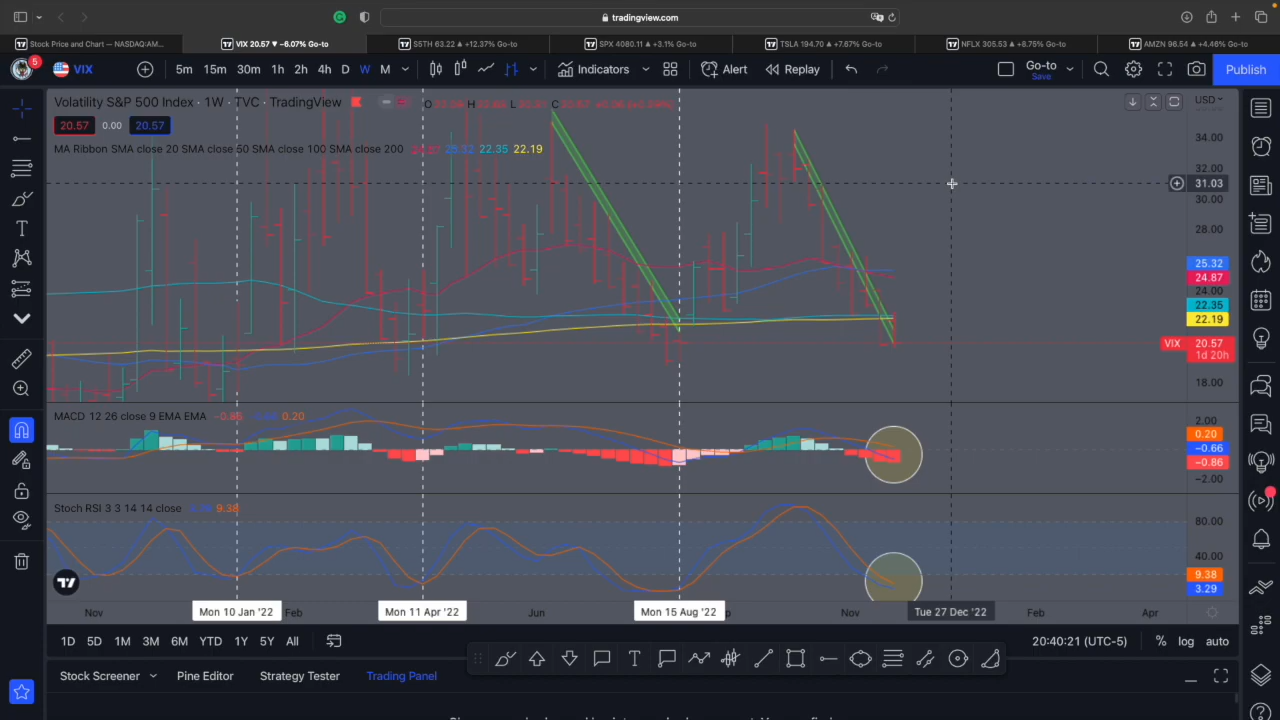 tradingview.com
Stock Price and Chart — NASDAQ:AM...
VIX 20.57 ▼ −6.07% Go-to
S5TH 63.22 ▲ +12.37% Go-to
SPX 4080.11 ▲ +3.1% Go-to
TSLA 194.70 ▲ +7.67% Go-to
NFLX 305.53 ▲ +8.75% Go-to
AMZN 96.54 ▲ +4.46% Go-to
5
VIX
5m 15m 30m 1h 2h 4h D W M
Indicators
Alert
Replay
Go-to
Save
Publish
Volatility S&P 500 Index · 1W · TVC · TradingView
USD
20.57 0.00 20.57
MA Ribbon SMA close 20 SMA close 50 SMA close 100 SMA close 200 22.35 22.19
34.00
32.00
31.03
30.00
28.00
25.32
24.87
24.00
22.35
22.19
VIX 20.57
1d 20h
18.00
MACD 12 26 close 9 EMA EMA −0.86 0.20
2.00
0.20
−0.66
−0.86
−2.00
Stoch RSI 3 3 14 14 close 9.38
80.00
40.00
9.38
3.29
Nov Mon 10 Jan '22 Feb Mon 11 Apr '22 Jun Mon 15 Aug '22 Nov Tue 27 Dec '22 Feb Apr
1D 5D 1M 3M 6M YTD 1Y 5Y All
20:40:21 (UTC-5) % log auto
Stock Screener Pine Editor Strategy Tester Trading Panel